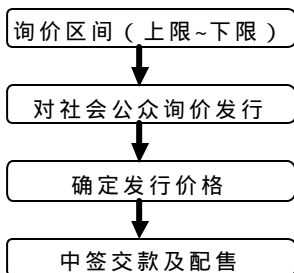 询价区间（上限~下限）
对社会公众询价发行
确定发行价格
中签交款及配售